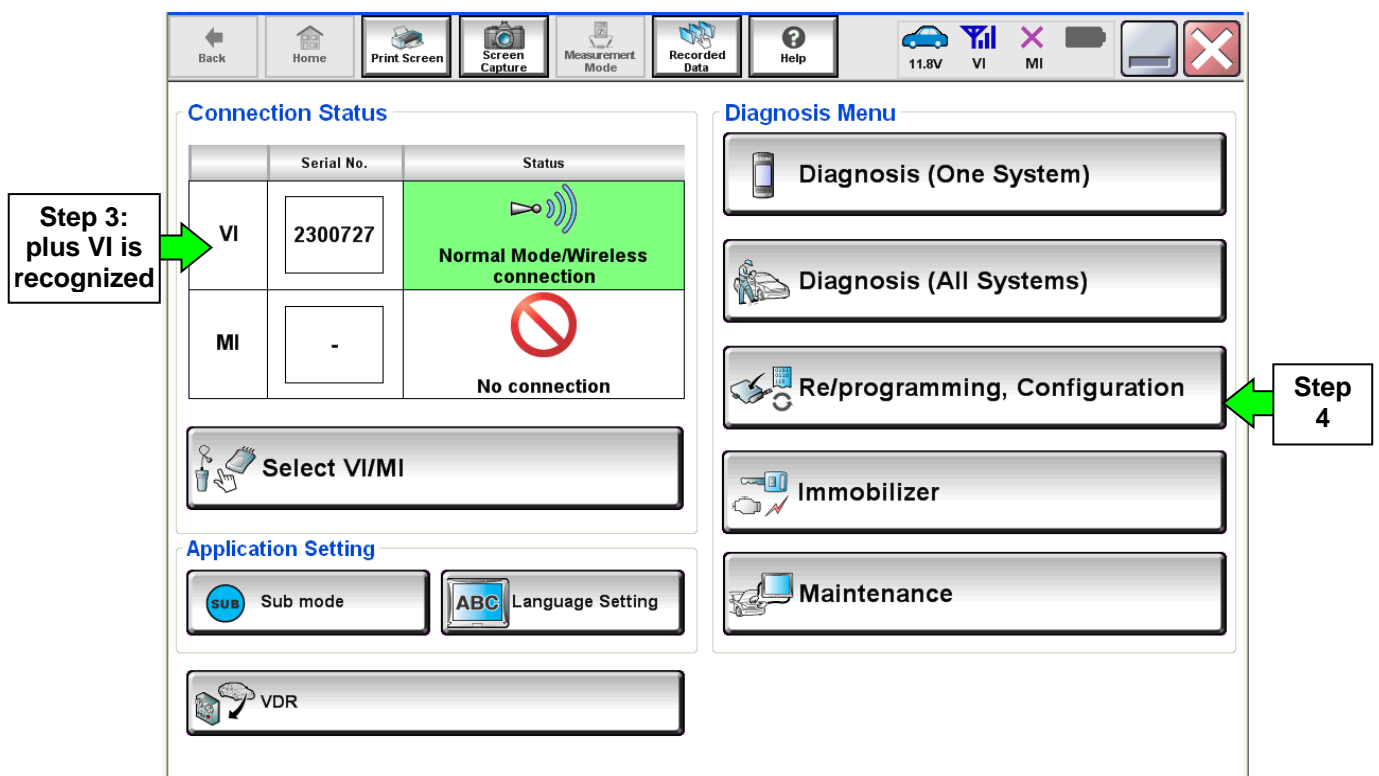 Back
Home
Print Screen
Screen
Capture
Measurement
Mode
Recorded
Data
?
Help
11.8V
VI
MI
Connection Status
Serial No.
Status
VI
2300727
Normal Mode/Wireless
connection
MI
-
No connection
Select VI/MI
Application Setting
SUB
Sub mode
ABC
Language Setting
VDR
Diagnosis Menu
Diagnosis (One System)
Diagnosis (All Systems)
Re/programming, Configuration
Immobilizer
Maintenance
Step 3:
plus VI is
recognized
Step
4